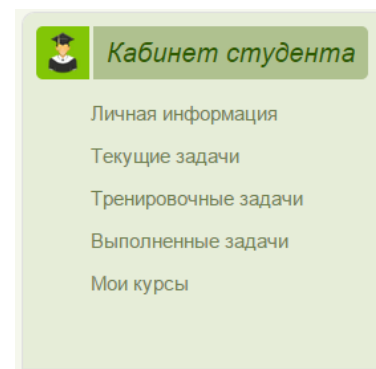 Кабинет студента
Личная информация
Текущие задачи
Тренировочные задачи
Выполненные задачи
Мои курсы